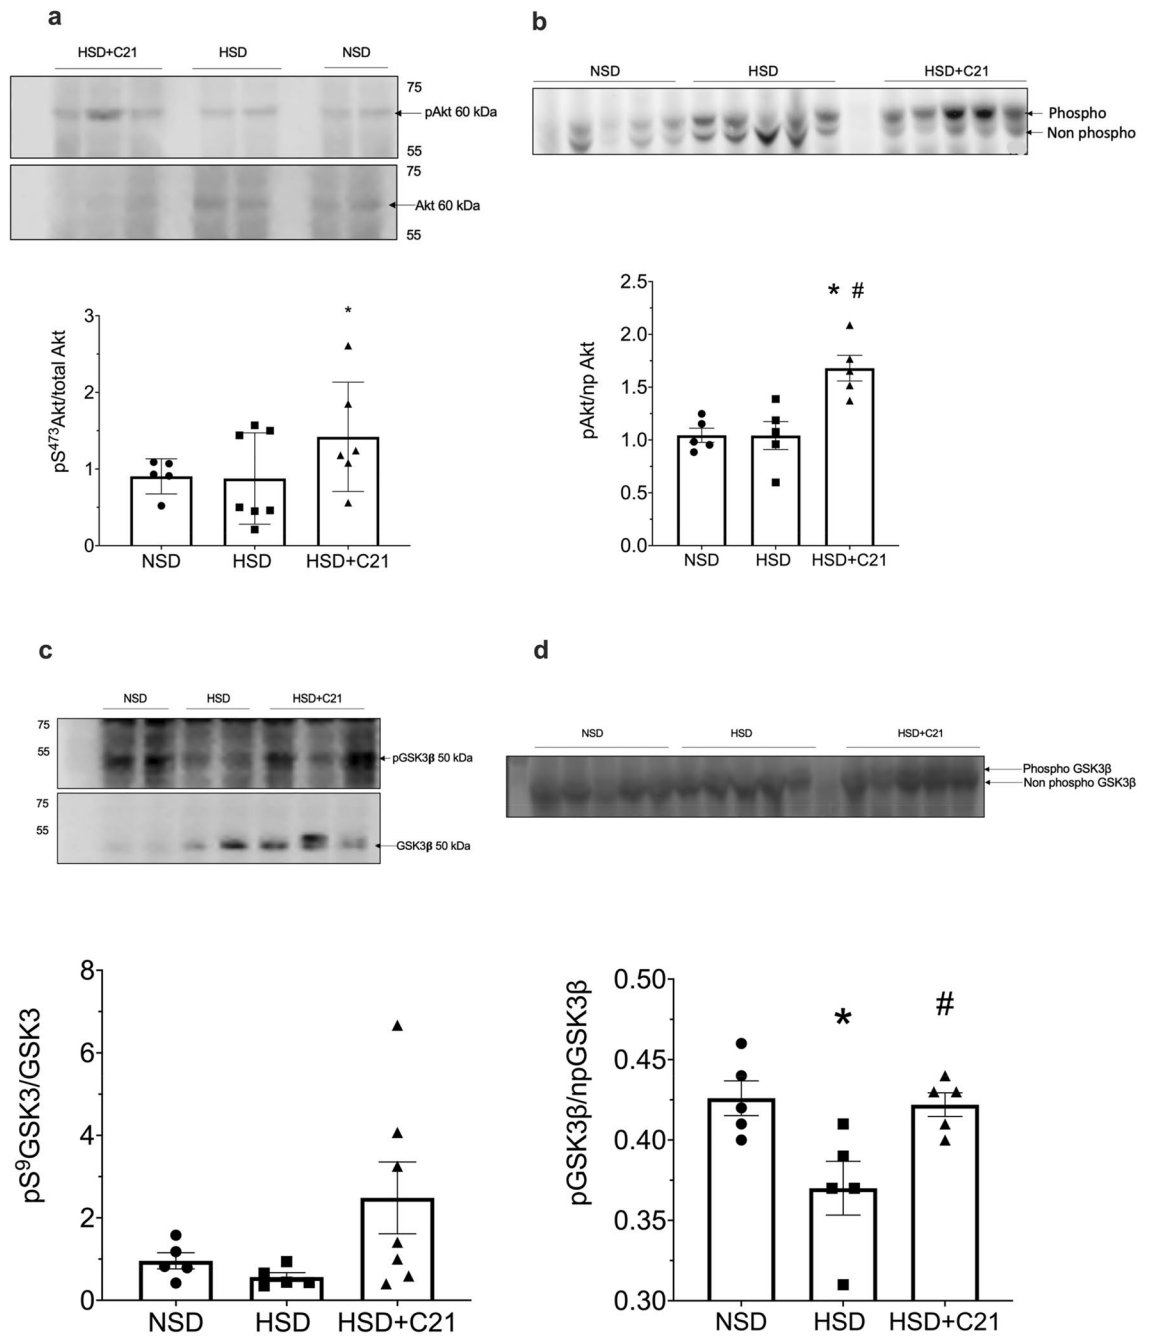 a
HSD+C21 HSD NSD
75
pAkt 60 kDa
55
75
Akt 60 kDa
55
3
2
1
0
pS473Akt/total Akt
*
NSD HSD HSD+C21
b
NSD HSD HSD+C21
Phospho
Non phospho
2.5
2.0
1.5
1.0
0.5
0.0
pAkt/np Akt
* #
NSD HSD HSD+C21
c
NSD HSD HSD+C21
75
55
pGSK3β 50 kDa
75
55
GSK3β 50 kDa
8
6
4
2
0
pS9GSK3/GSK3
NSD HSD HSD+C21
d
NSD HSD HSD+C21
Phospho GSK3β
Non phospho GSK3β
0.50
0.45
0.40
0.35
0.30
pGSK3β/npGSK3β
* #
NSD HSD HSD+C21